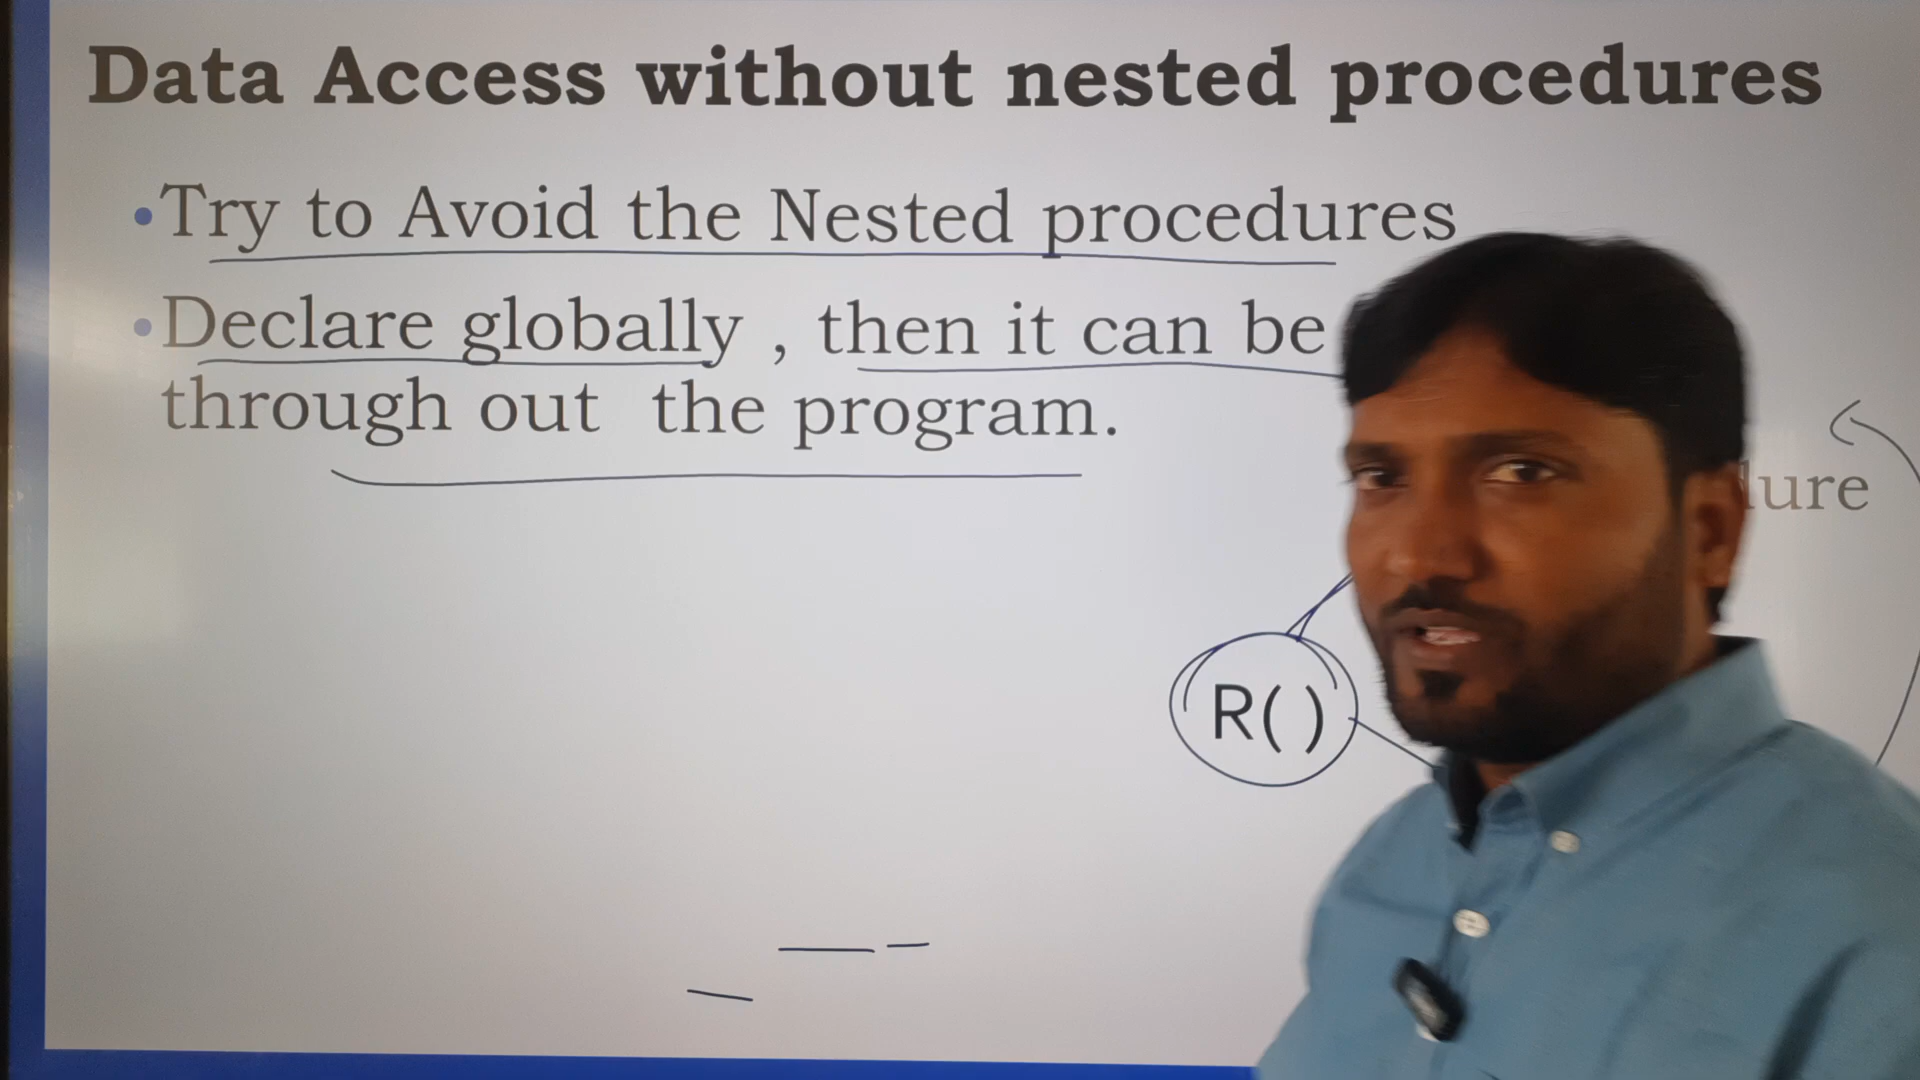 Data Access without nested procedures
•Try to Avoid the Nested procedures
•Declare globally , then it can be
through out the program.
R()